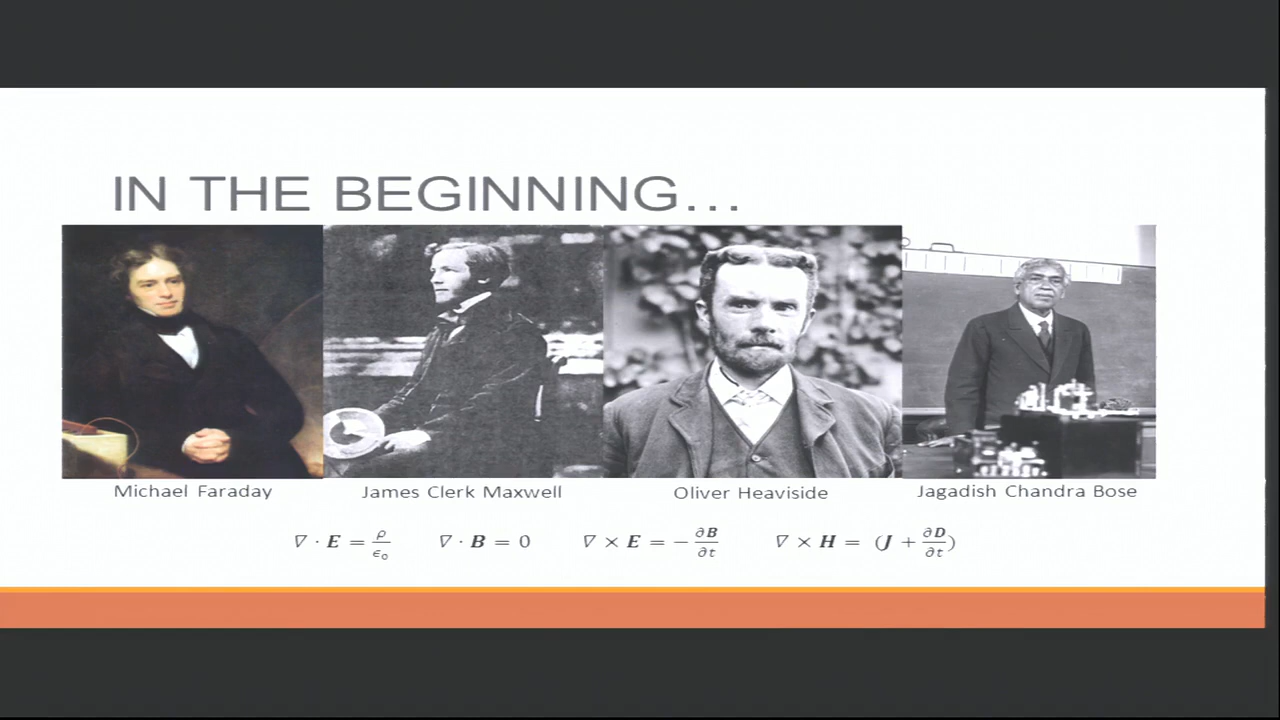 IN THE BEGINNING...
Michael Faraday
James Clerk Maxwell
Oliver Heaviside
Jagadish Chandra Bose
∇ · E = ρ/ϵ₀
∇ · B = 0
∇ × E = −∂B/∂t
∇ × H = (J + ∂D/∂t)